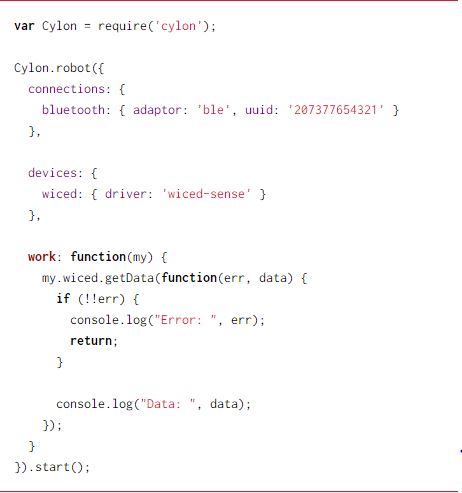 var Cylon = require('cylon');

Cylon.robot({
  connections: {
    bluetooth: { adaptor: 'ble', uuid: '207377654321' }
  },

  devices: {
    wiced: { driver: 'wiced-sense' }
  },

  work: function(my) {
    my.wiced.getData(function(err, data) {
      if (!!err) {
        console.log("Error: ", err);
        return;
      }

      console.log("Data: ", data);
    });
  }
}).start();